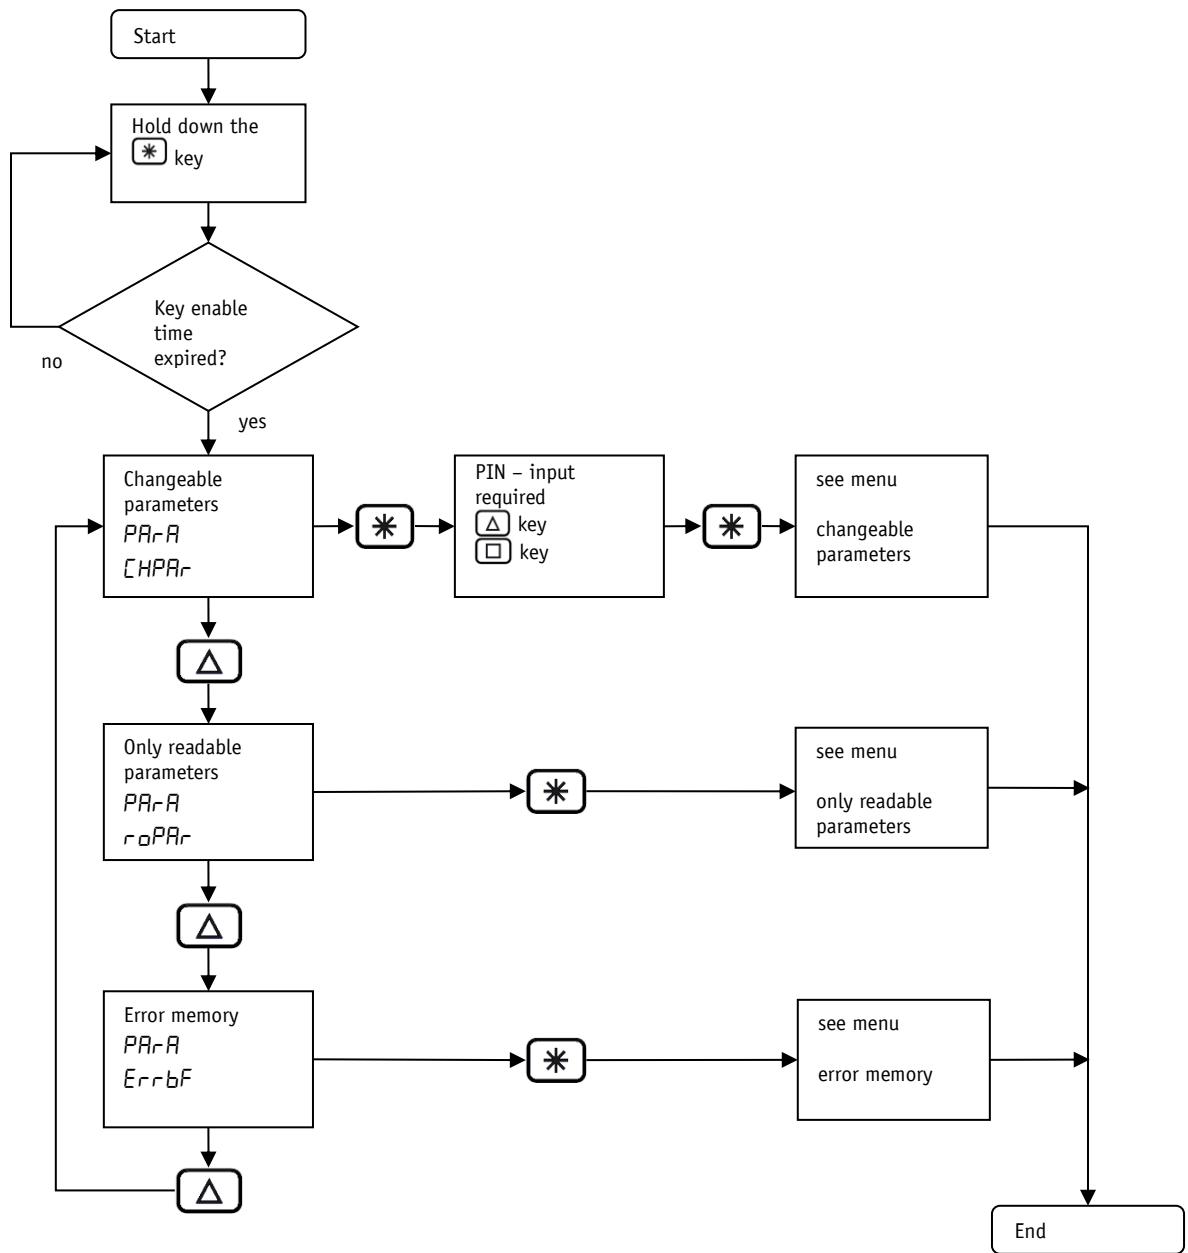 Start
Hold down the
key
Key enable
time
expired?
no
yes
Changeable
parameters
PArA
CHPAr
PIN – input
required
key
key
see menu
changeable
parameters
Only readable
parameters
PArA
roPAr
see menu
only readable
parameters
Error memory
PArA
ErrbF
see menu
error memory
End